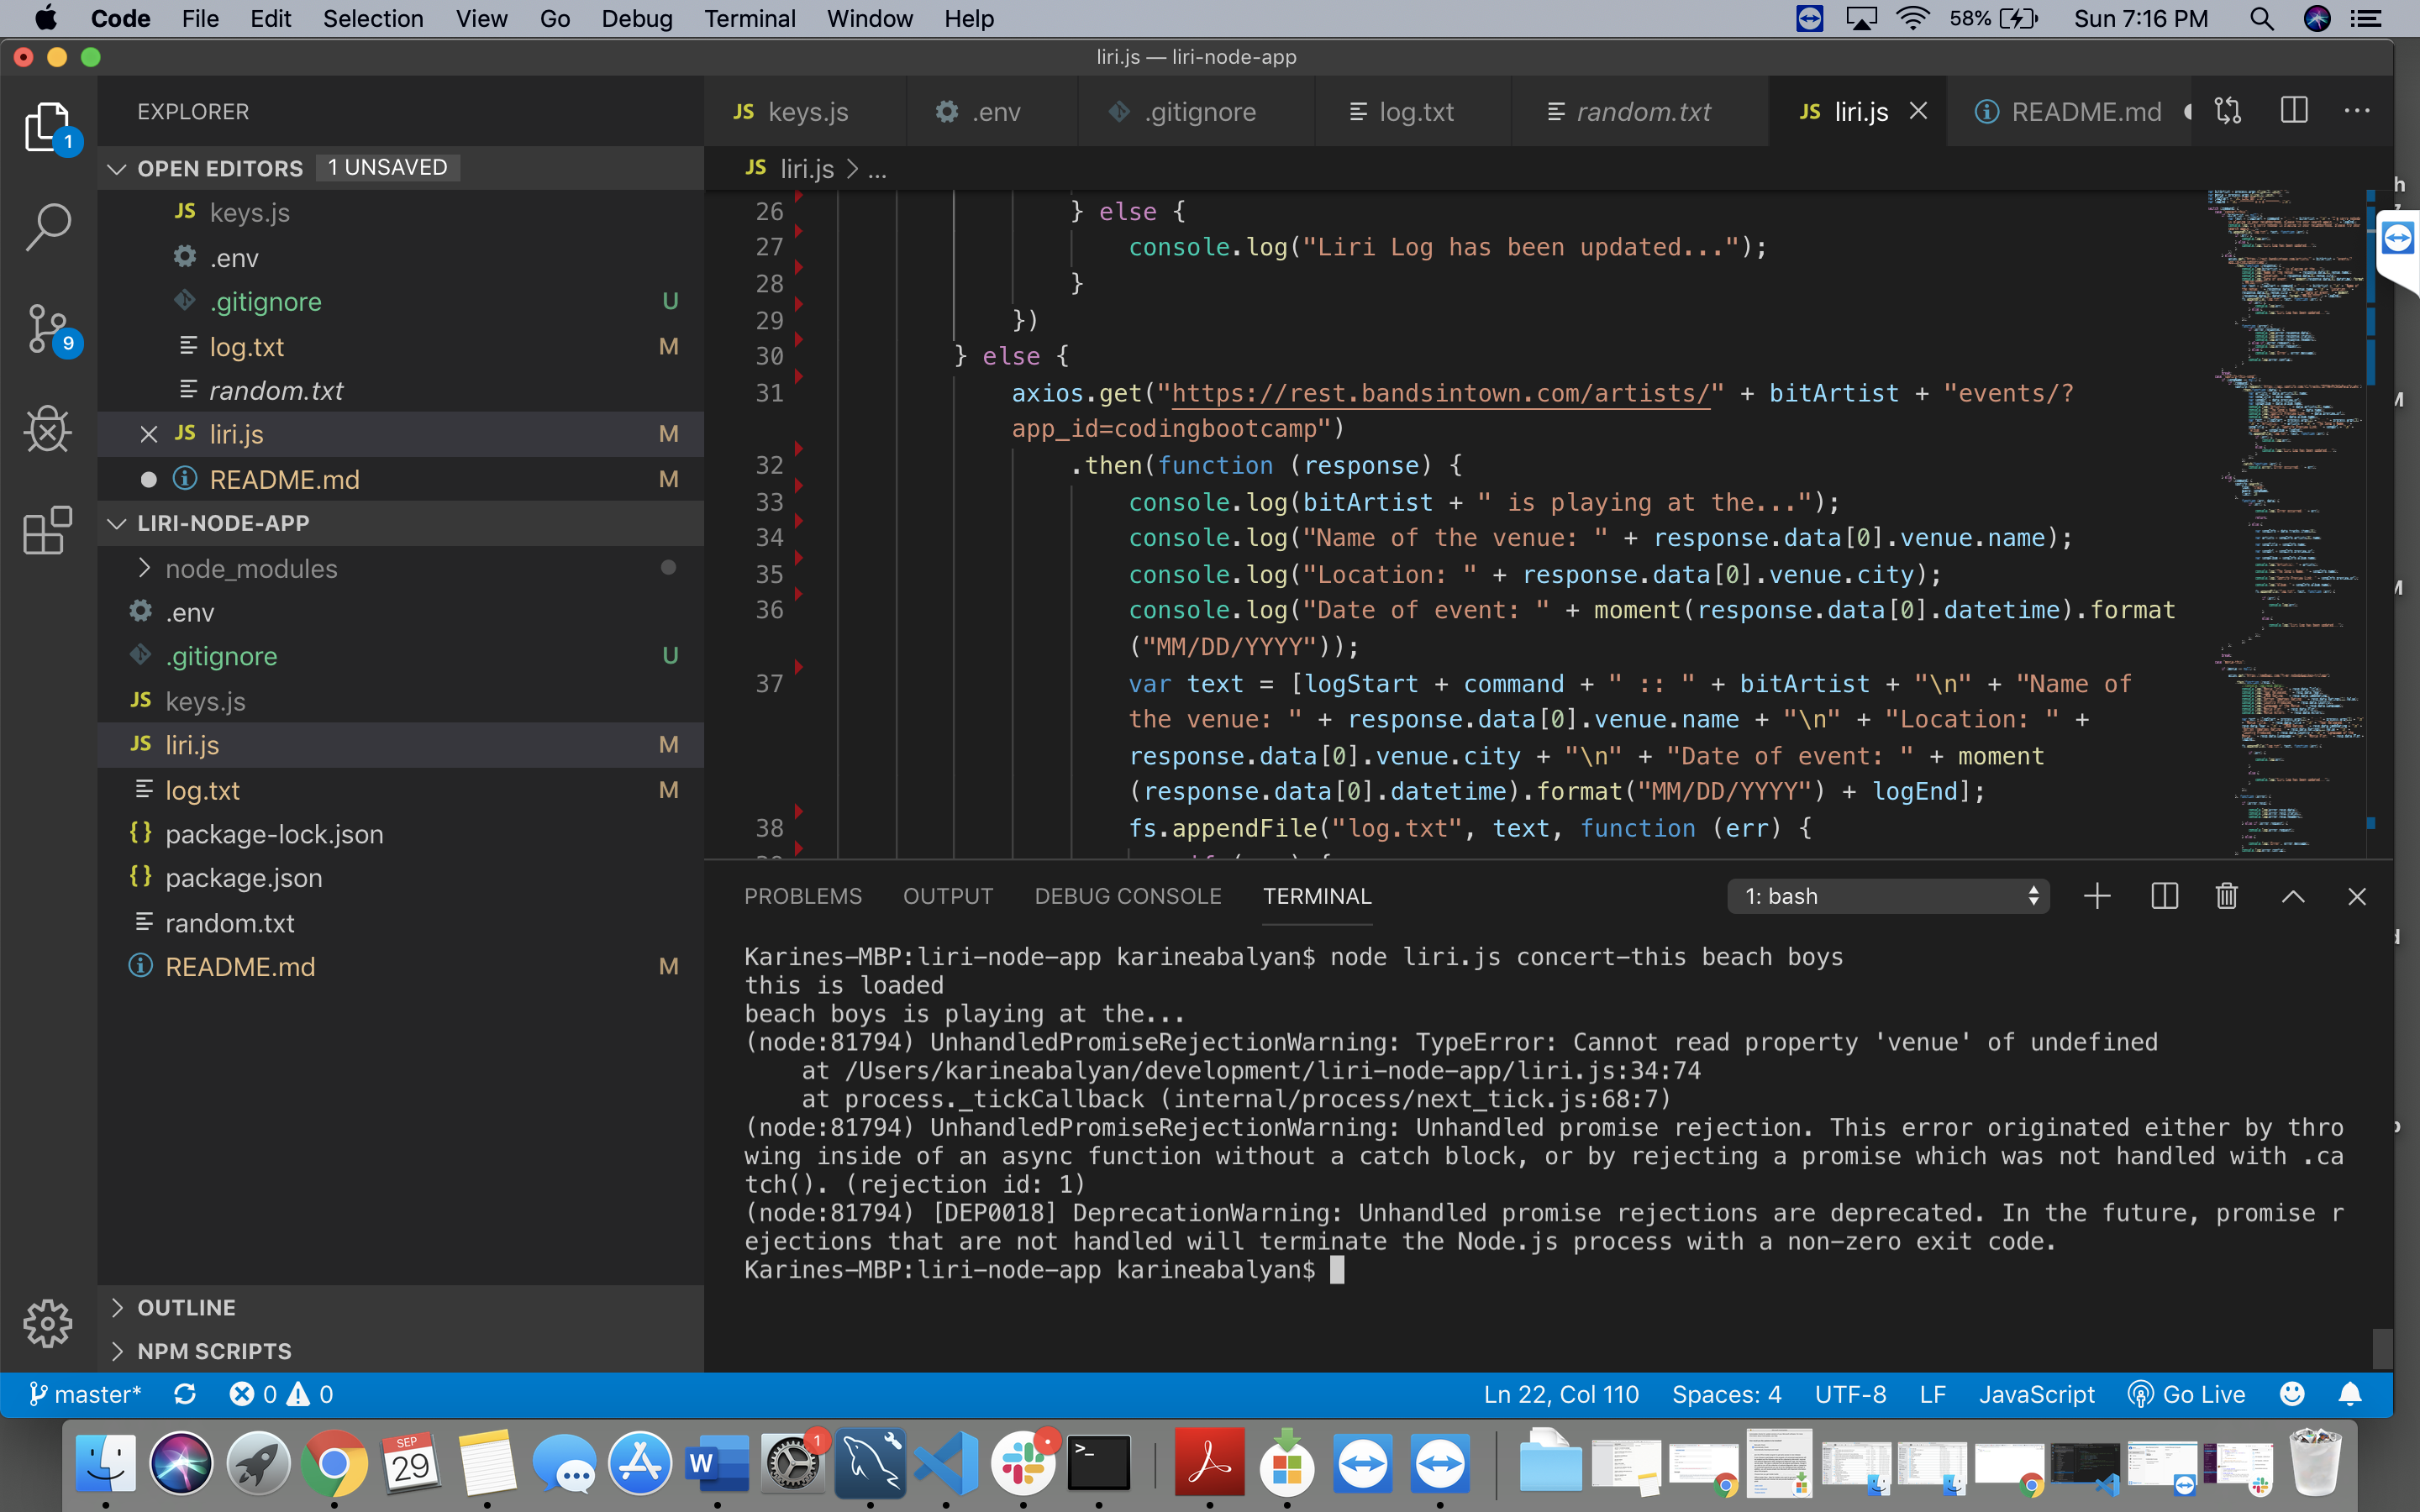 Code File Edit Selection View Go Debug Terminal Window Help 58% Sun 7:16 PM
liri.js — liri-node-app
EXPLORER
1
OPEN EDITORS 1 UNSAVED
JS keys.js
.env
.gitignore U
9
log.txt M
random.txt
JS liri.js M
README.md M
LIRI-NODE-APP
node_modules
.env
.gitignore U
JS keys.js
JS liri.js M
log.txt M
{} package-lock.json
{} package.json
random.txt
README.md M
OUTLINE
NPM SCRIPTS
JS keys.js .env .gitignore log.txt random.txt JS liri.js README.md
JS liri.js > ...
26 } else {
27 console.log("Liri Log has been updated...");
28 }
29 })
30 } else {
31 axios.get("https://rest.bandsintown.com/artists/" + bitArtist + "events/?
app_id=codingbootcamp")
32 .then(function (response) {
33 console.log(bitArtist + " is playing at the...");
34 console.log("Name of the venue: " + response.data[0].venue.name);
35 console.log("Location: " + response.data[0].venue.city);
36 console.log("Date of event: " + moment(response.data[0].datetime).format
("MM/DD/YYYY"));
37 var text = [logStart + command + " :: " + bitArtist + "\n" + "Name of
the venue: " + response.data[0].venue.name + "\n" + "Location: " +
response.data[0].venue.city + "\n" + "Date of event: " + moment
(response.data[0].datetime).format("MM/DD/YYYY") + logEnd];
38 fs.appendFile("log.txt", text, function (err) {
PROBLEMS OUTPUT DEBUG CONSOLE TERMINAL 1: bash
Karines-MBP:liri-node-app karineabalyan$ node liri.js concert-this beach boys
this is loaded
beach boys is playing at the...
(node:81794) UnhandledPromiseRejectionWarning: TypeError: Cannot read property 'venue' of undefined
at /Users/karineabalyan/development/liri-node-app/liri.js:34:74
at process._tickCallback (internal/process/next_tick.js:68:7)
(node:81794) UnhandledPromiseRejectionWarning: Unhandled promise rejection. This error originated either by thro
wing inside of an async function without a catch block, or by rejecting a promise which was not handled with .ca
tch(). (rejection id: 1)
(node:81794) [DEP0018] DeprecationWarning: Unhandled promise rejections are deprecated. In the future, promise r
ejections that are not handled will terminate the Node.js process with a non-zero exit code.
Karines-MBP:liri-node-app karineabalyan$
master* 0 0 Ln 22, Col 110 Spaces: 4 UTF-8 LF JavaScript Go Live
SEP
29
W
1
>_